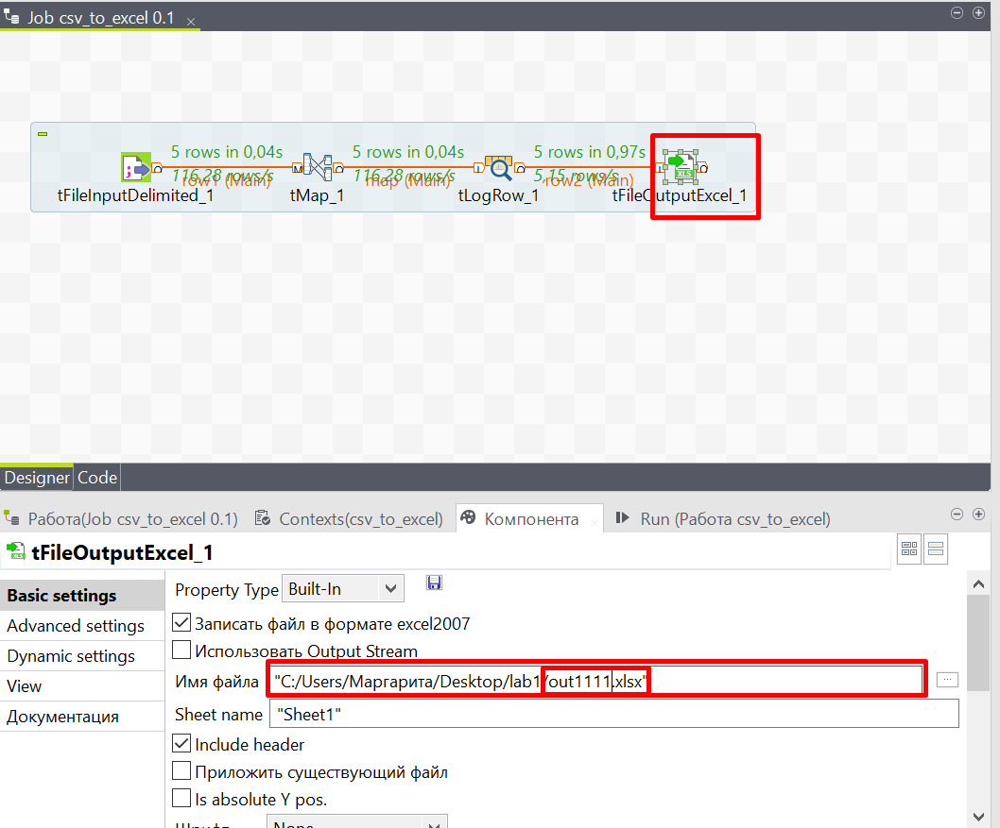 Job csv_to_excel 0.1
5 rows in 0,04s
5 rows in 0,04s
5 rows in 0,97s
116,28 rows/s
row1 (Main)
116,28 rows/s
map (Main)
5,15 rows/s
row2 (Main)
tFileInputDelimited_1
tMap_1
tLogRow_1
tFileOutputExcel_1
Designer
Code
Работа(Job csv_to_excel 0.1)
Contexts(csv_to_excel)
Компонента
Run (Работа csv_to_excel)
tFileOutputExcel_1
Basic settings
Advanced settings
Dynamic settings
View
Документация
Property Type
Built-In
Записать файл в формате excel2007
Использовать Output Stream
Имя файла
"C:/Users/Маргарита/Desktop/lab1/out1111.xlsx"
Sheet name
"Sheet1"
Include header
Приложить существующий файл
Is absolute Y pos.
Шрифт
None